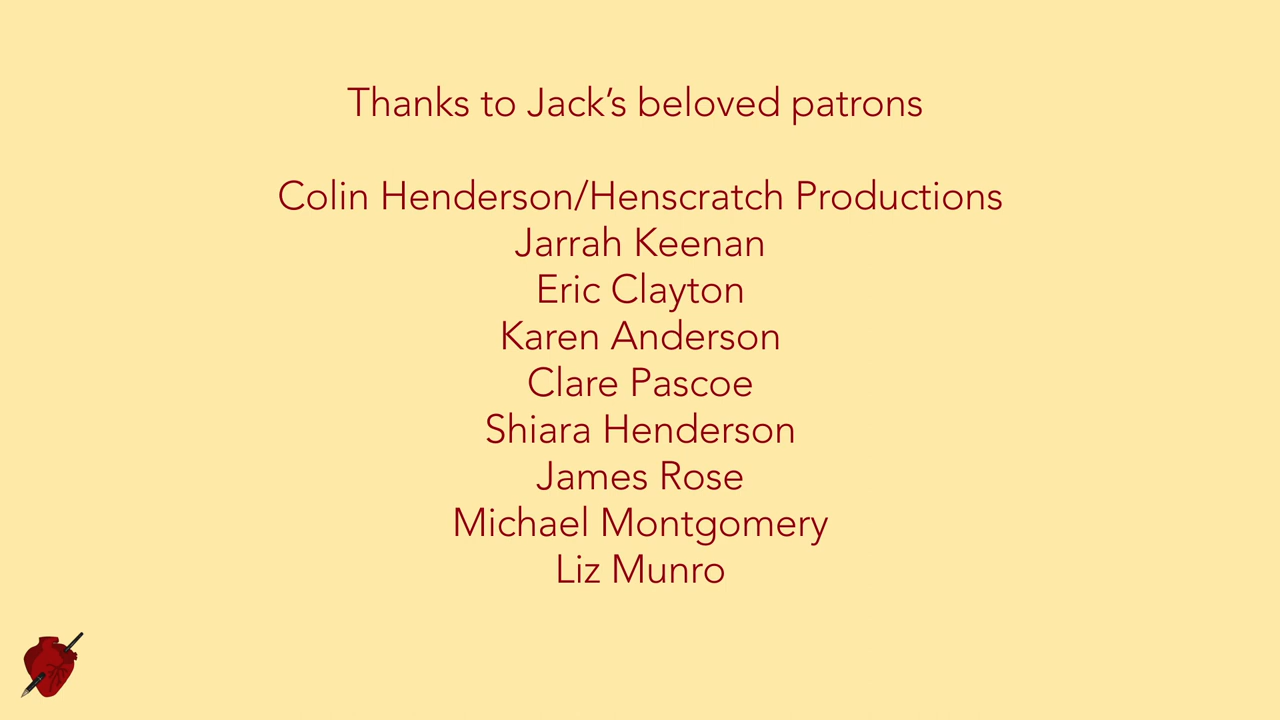 Thanks to Jack’s beloved patrons
Colin Henderson/Henscratch Productions
Jarrah Keenan
Eric Clayton
Karen Anderson
Clare Pascoe
Shiara Henderson
James Rose
Michael Montgomery
Liz Munro